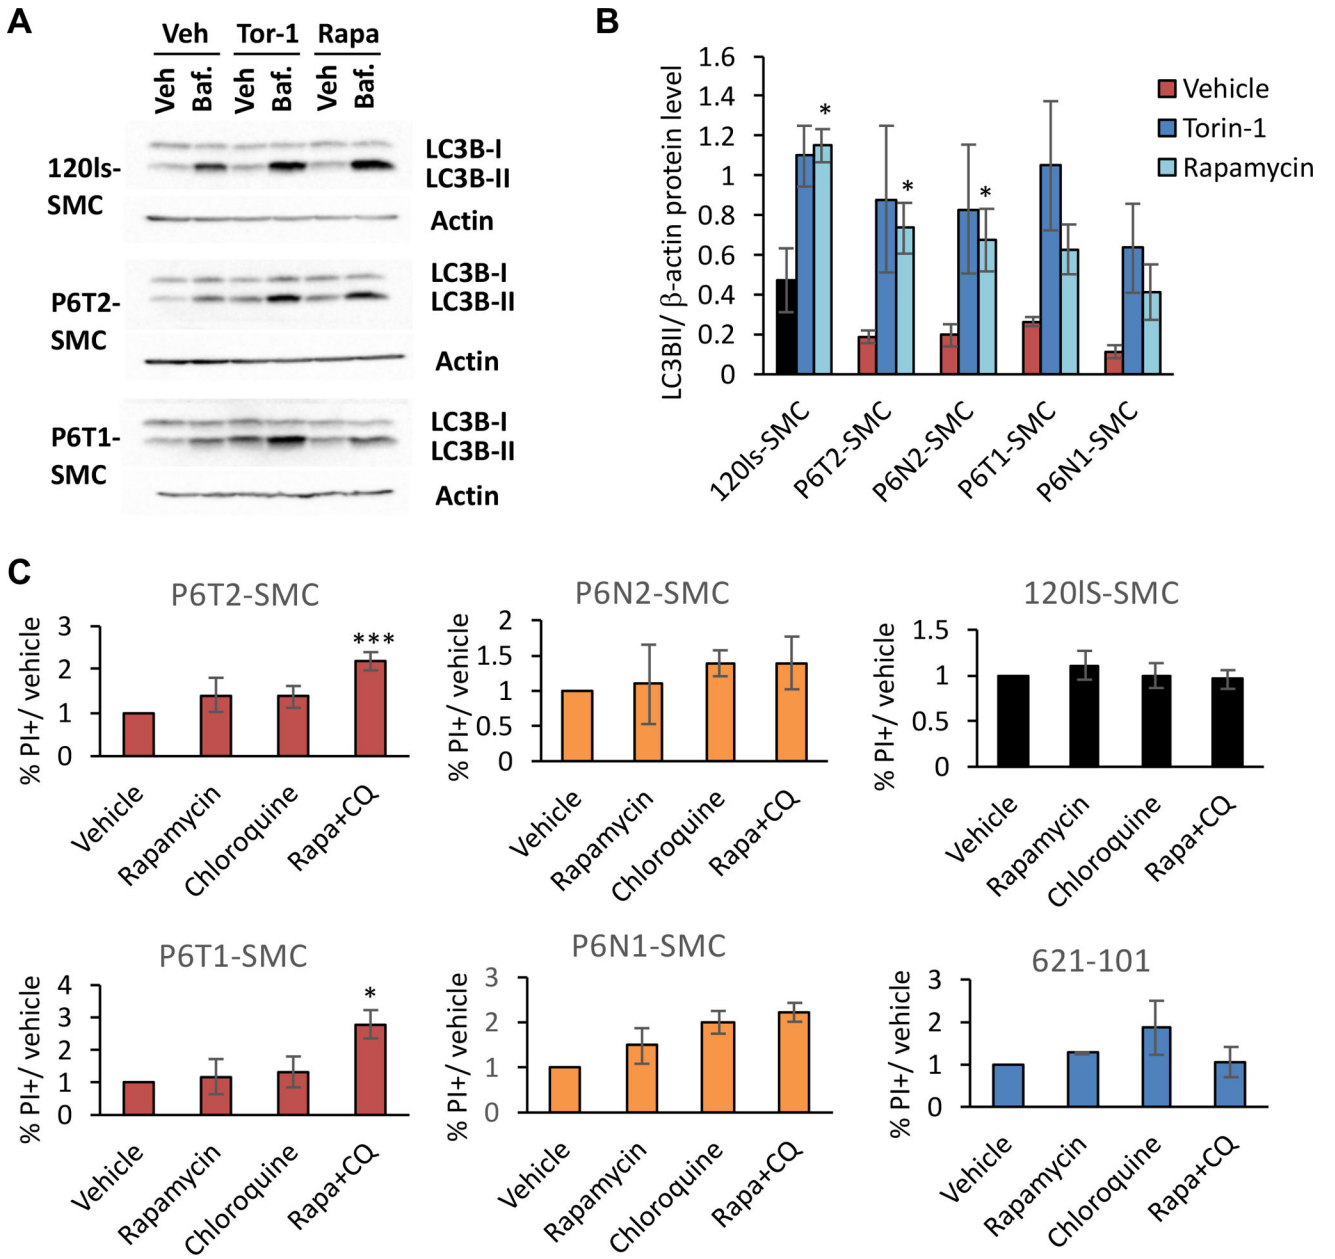 A
Veh Tor-1 Rapa
Veh Baf. Veh Baf. Veh Baf.
120ls-
SMC
LC3B-I
LC3B-II
Actin
P6T2-
SMC
LC3B-I
LC3B-II
Actin
P6T1-
SMC
LC3B-I
LC3B-II
Actin
B
LC3BII/ β-actin protein level
1.6
1.4
1.2
1
0.8
0.6
0.4
0.2
0
*
*
*
Vehicle
Torin-1
Rapamycin
120ls-SMC
P6T2-SMC
P6N2-SMC
P6T1-SMC
P6N1-SMC
C
P6T2-SMC
% PI+/ vehicle
3
2
1
0
***
Vehicle
Rapamycin
Chloroquine
Rapa+CQ
P6N2-SMC
% PI+/ vehicle
2
1.5
1
0.5
0
Vehicle
Rapamycin
Chloroquine
Rapa+CQ
120lS-SMC
% PI+/ vehicle
1.5
1
0.5
0
Vehicle
Rapamycin
Chloroquine
Rapa+CQ
P6T1-SMC
% PI+/ vehicle
4
3
2
1
0
*
Vehicle
Rapamycin
Chloroquine
Rapa+CQ
P6N1-SMC
% PI+/ vehicle
3
2
1
0
Vehicle
Rapamycin
Chloroquine
Rapa+CQ
621-101
% PI+/ vehicle
3
2
1
0
Vehicle
Rapamycin
Chloroquine
Rapa+CQ